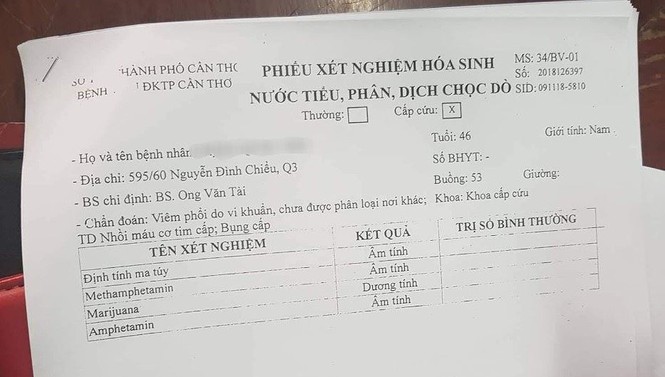 THÀNH PHỐ CẦN THƠ
BỆNH ĐKTP CẦN THƠ
PHIẾU XÉT NGHIỆM HÓA SINH
NƯỚC TIỂU, PHÂN, DỊCH CHỌC DÒ
MS: 34/BV-01
Số: 2018126397
SID: 091118-5810
Thường: Cấp cứu: X
- Họ và tên bệnh nhân
Tuổi: 46 Giới tính: Nam
- Địa chỉ: 595/60 Nguyễn Đình Chiểu, Q3
Số BHYT: -
- BS chỉ định: BS. Ong Văn Tài
Buồng: 53 Giường:
- Chẩn đoán: Viêm phổi do vi khuẩn, chưa được phân loại nơi khác; Khoa: Khoa cấp cứu
TD Nhồi máu cơ tim cấp; Bụng cấp
TÊN XÉT NGHIỆM KẾT QUẢ TRỊ SỐ BÌNH THƯỜNG
Định tính ma túy Âm tính
Methamphetamin Âm tính
Marijuana Dương tính
Amphetamin Âm tính